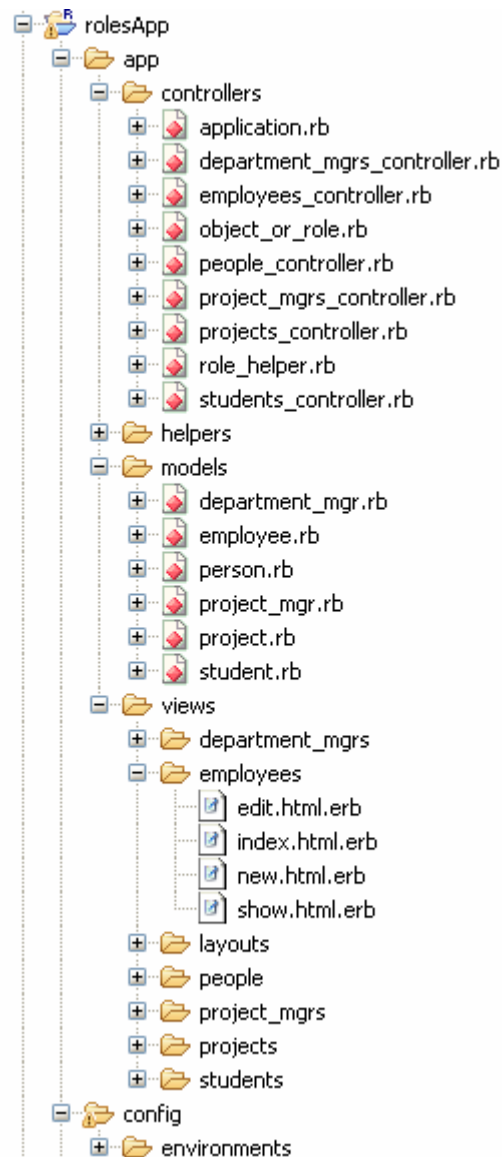 rolesApp
app
controllers
application.rb
department_mgrs_controller.rb
employees_controller.rb
object_or_role.rb
people_controller.rb
project_mgrs_controller.rb
projects_controller.rb
role_helper.rb
students_controller.rb
helpers
models
department_mgr.rb
employee.rb
person.rb
project_mgr.rb
project.rb
student.rb
views
department_mgrs
employees
edit.html.erb
index.html.erb
new.html.erb
show.html.erb
layouts
people
project_mgrs
projects
students
config
environments